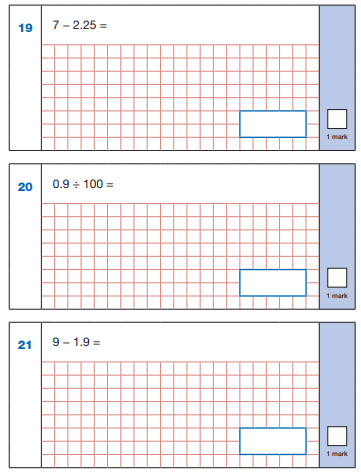 19 7 – 2.25 =
1 mark
20 0.9 ÷ 100 =
1 mark
21 9 – 1.9 =
1 mark